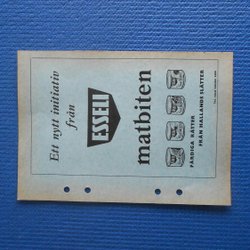 Ett nytt initiativ
från
ESSELL
matbiten
FÄRDIGA RÄTTER
FRÅN HALLANDS SLÄTTER